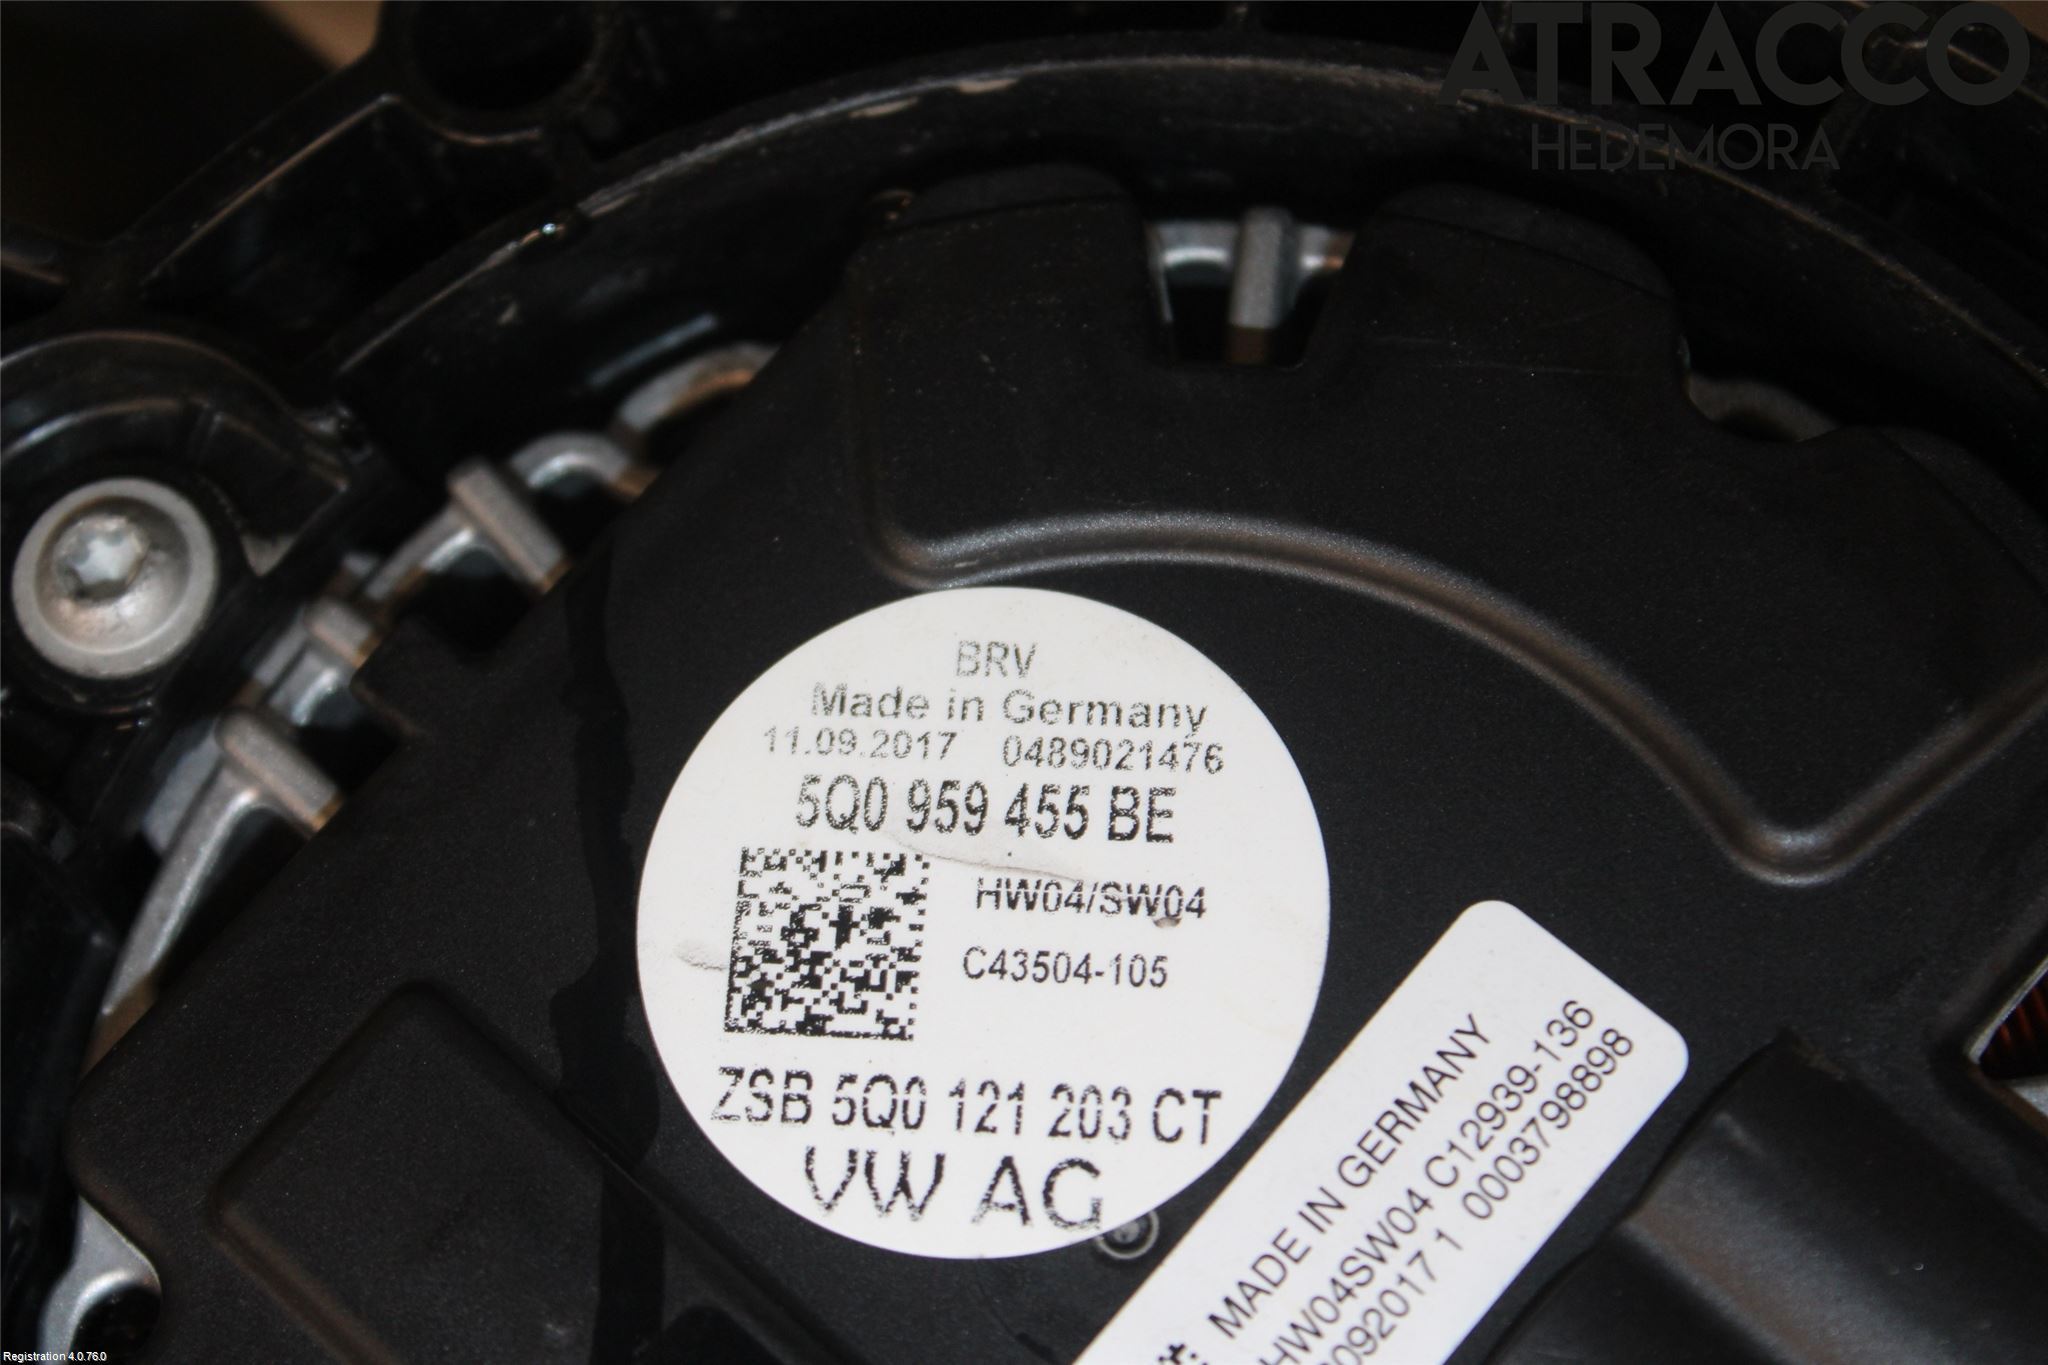 ATRACCO
HEDEMORA
BRV
Made in Germany
11.09.2017 0489021476
5Q0 959 455 BE
HW04/SW04
C43504-105
ZSB 5Q0 121 203 CT
VW AG
MADE IN GERMANY
HW04SW04 C12939-136
0003798898
Registration 4.0.76.0